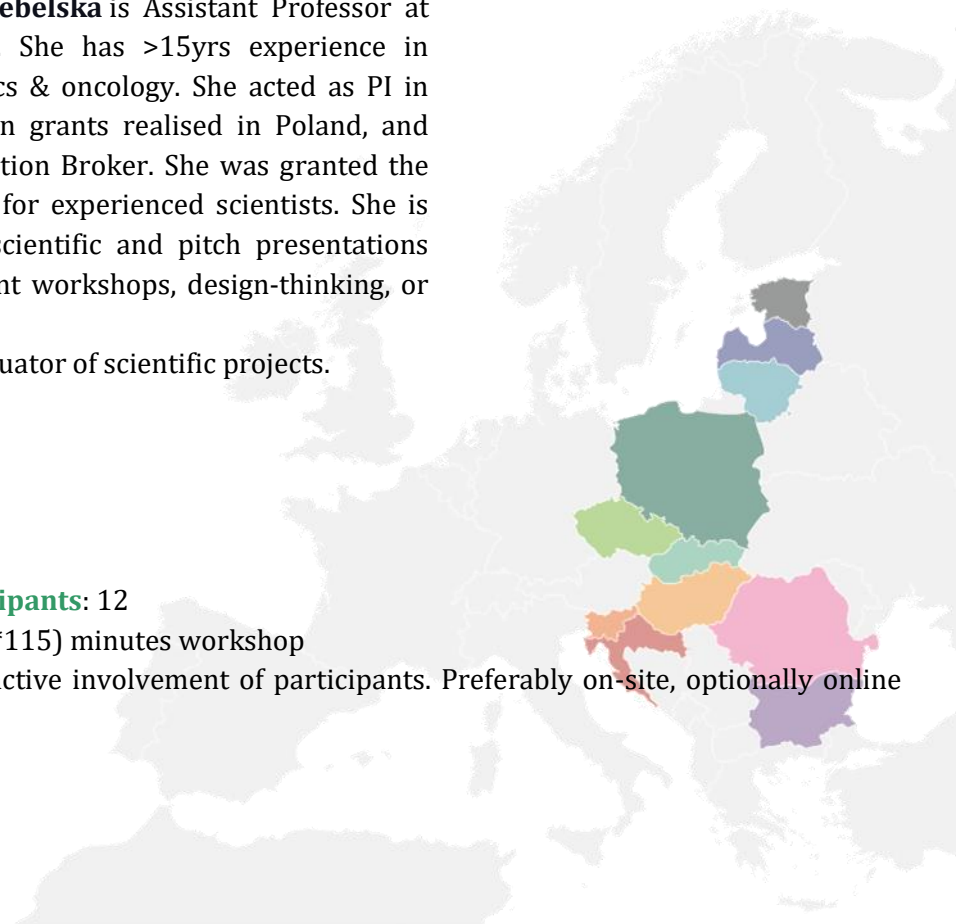 ebelska is Assistant Professor at
She has >15yrs experience in
cs & oncology. She acted as PI in
n grants realised in Poland, and
tion Broker. She was granted the
for experienced scientists. She is
scientific and pitch presentations
nt workshops, design-thinking, or
uator of scientific projects.
ipants: 12
*115) minutes workshop
active involvement of participants. Preferably on-site, optionally online